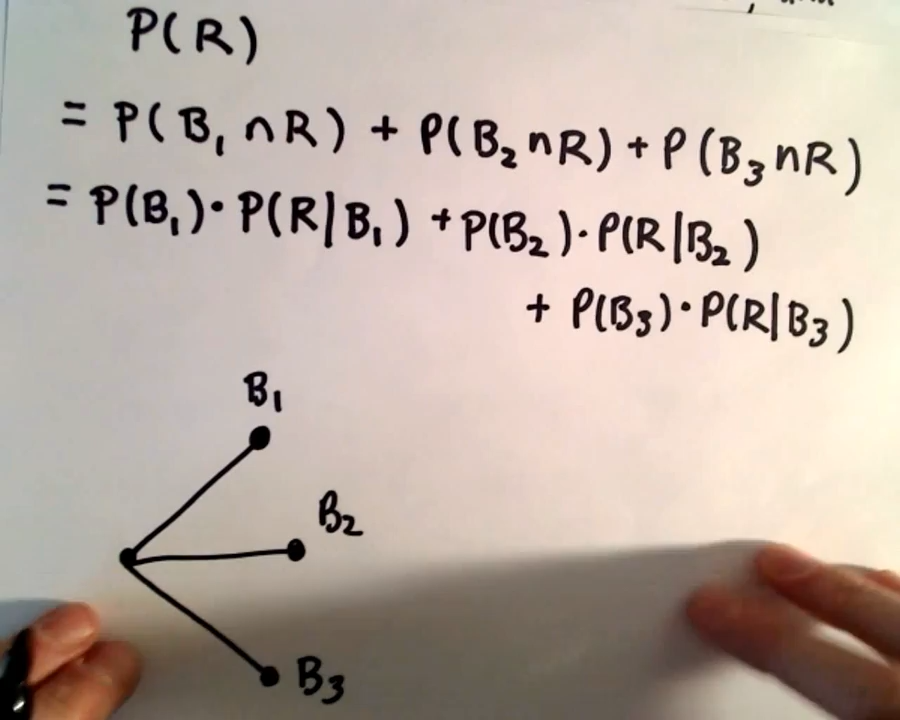 P(R)
= P(B₁ ∩ R) + P(B₂ ∩ R) + P(B₃ ∩ R)
= P(B₁)·P(R|B₁) + P(B₂)·P(R|B₂)
+ P(B₃)·P(R|B₃)
B₁
B₂
B₃